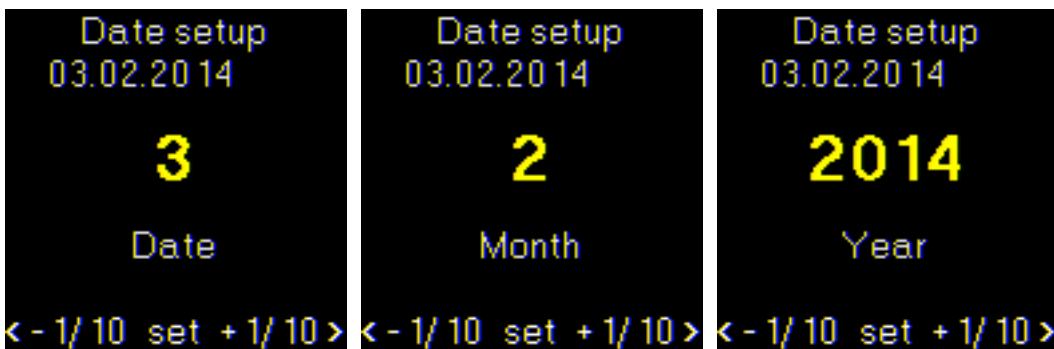 Date setup
03.02.2014
3
Date
< - 1/10 set + 1/10 >
Date setup
03.02.2014
2
Month
< - 1/10 set + 1/10 >
Date setup
03.02.2014
2014
Year
< - 1/10 set + 1/10 >